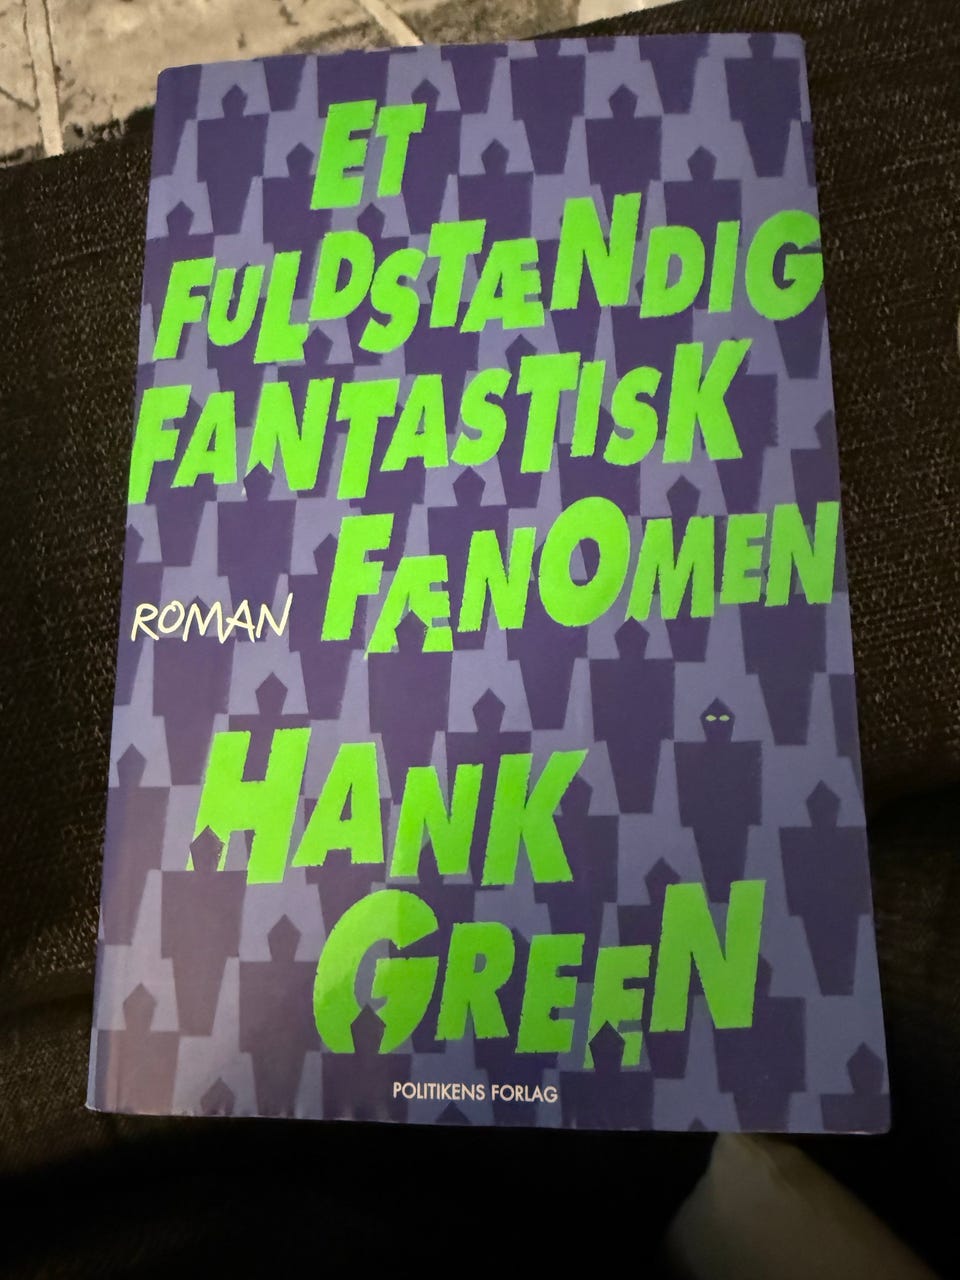 ET
FULDSTÆNDIG
FANTASTISK
FÆNOMEN
ROMAN
HANK
GREEN
POLITIKENS FORLAG